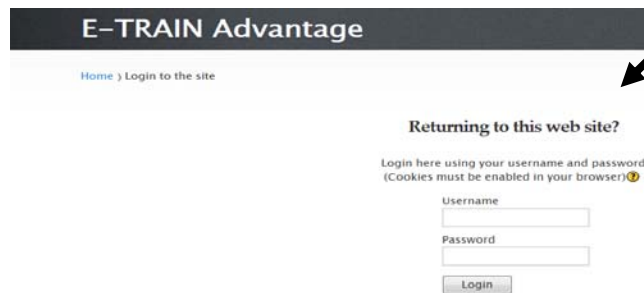 E-TRAIN Advantage
Home › Login to the site
Returning to this web site?
Login here using your username and password
(Cookies must be enabled in your browser)?
Username
Password
Login